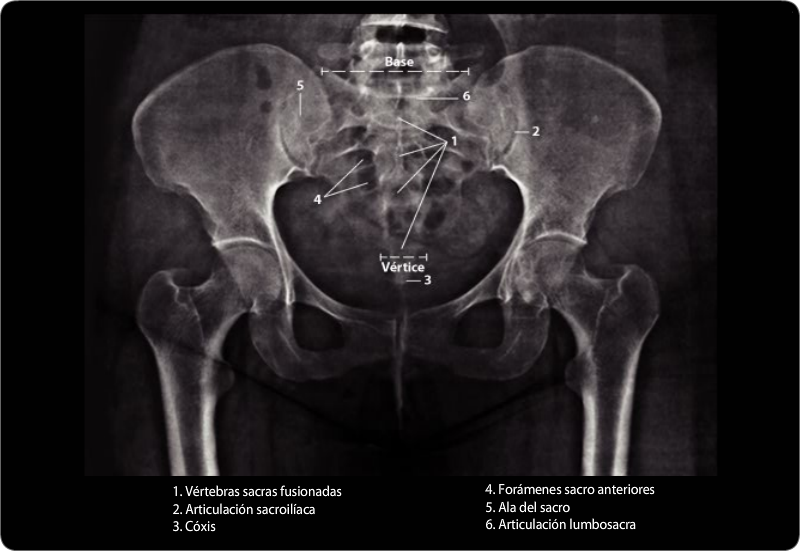 Base
5
6
2
1
4
Vértice
3
1. Vértebras sacras fusionadas
2. Articulación sacroilíaca
3. Cóxis
4. Forámenes sacro anteriores
5. Ala del sacro
6. Articulación lumbosacra